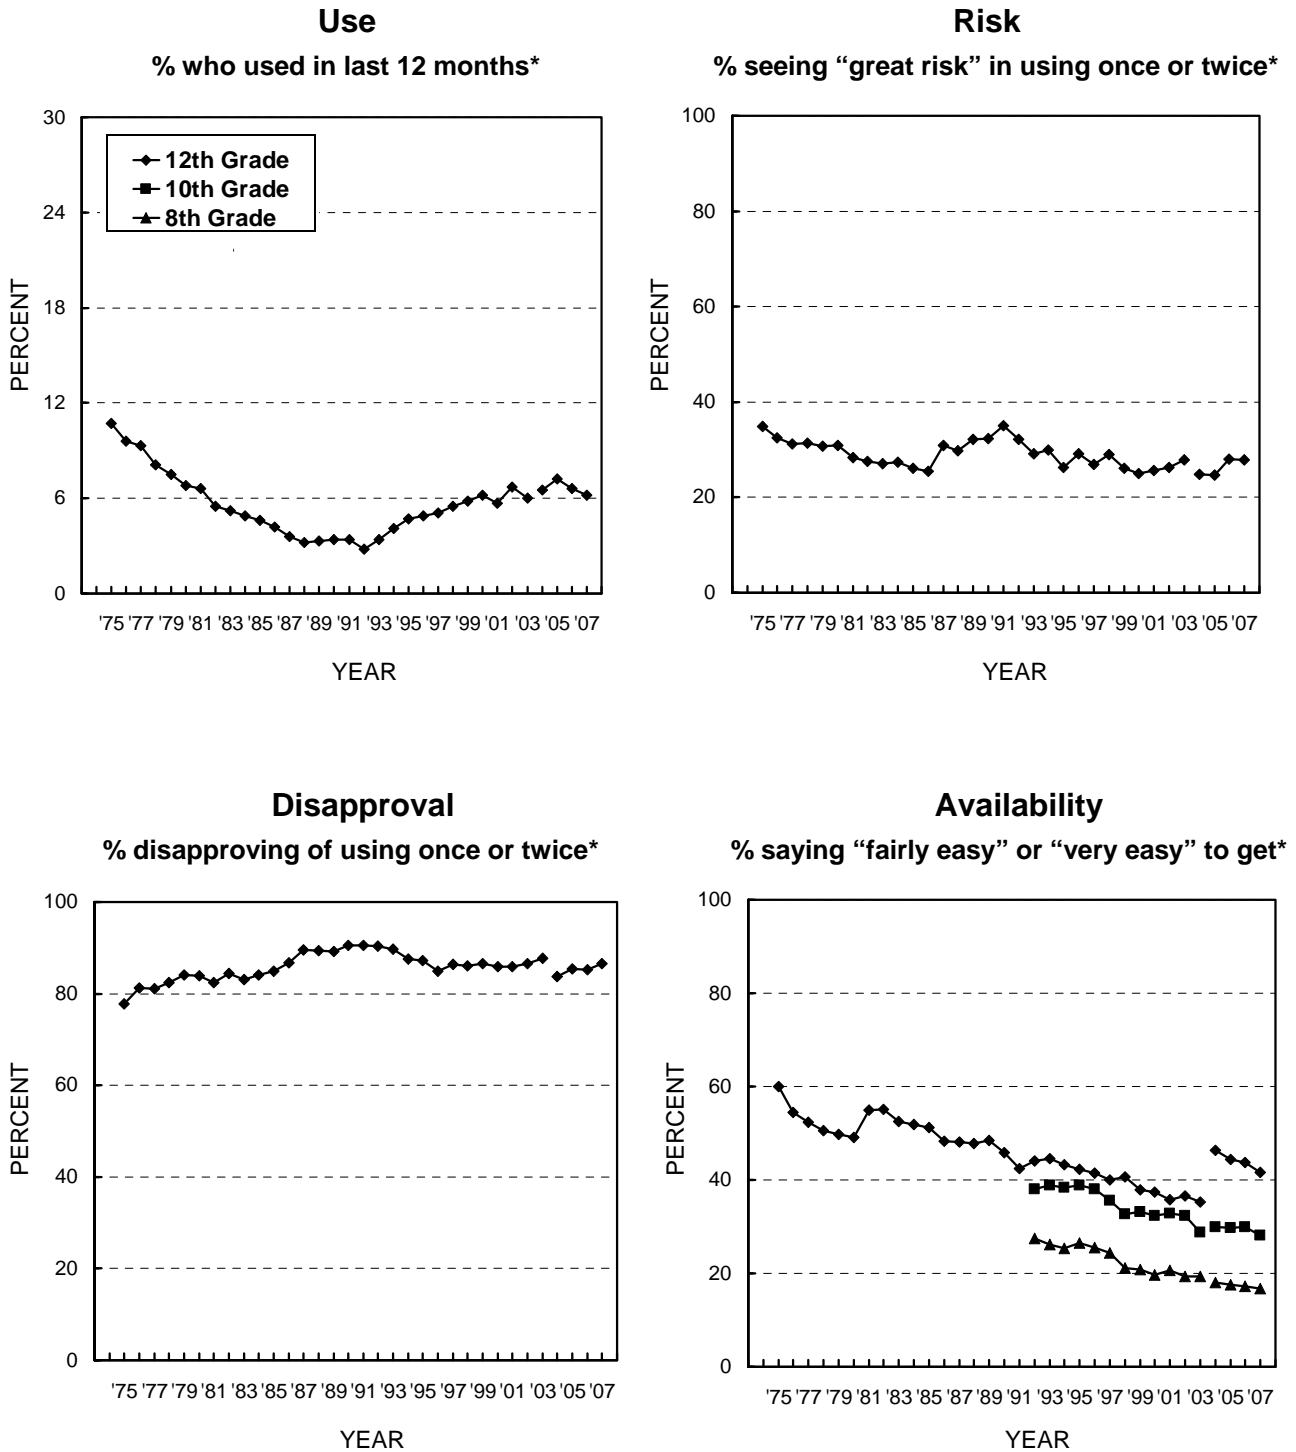 Use
% who used in last 12 months*
30
24
18
12
6
0
PERCENT
12th Grade
10th Grade
8th Grade
'75 '77 '79 '81 '83 '85 '87 '89 '91 '93 '95 '97 '99 '01 '03 '05 '07
YEAR
Risk
% seeing “great risk” in using once or twice*
100
80
60
40
20
0
PERCENT
'75 '77 '79 '81 '83 '85 '87 '89 '91 '93 '95 '97 '99 '01 '03 '05 '07
YEAR
Disapproval
% disapproving of using once or twice*
100
80
60
40
20
0
PERCENT
'75 '77 '79 '81 '83 '85 '87 '89 '91 '93 '95 '97 '99 '01 '03 '05 '07
YEAR
Availability
% saying “fairly easy” or “very easy” to get*
100
80
60
40
20
0
PERCENT
'75 '77 '79 '81 '83 '85 '87 '89 '91 '93 '95 '97 '99 '01 '03 '05 '07
YEAR